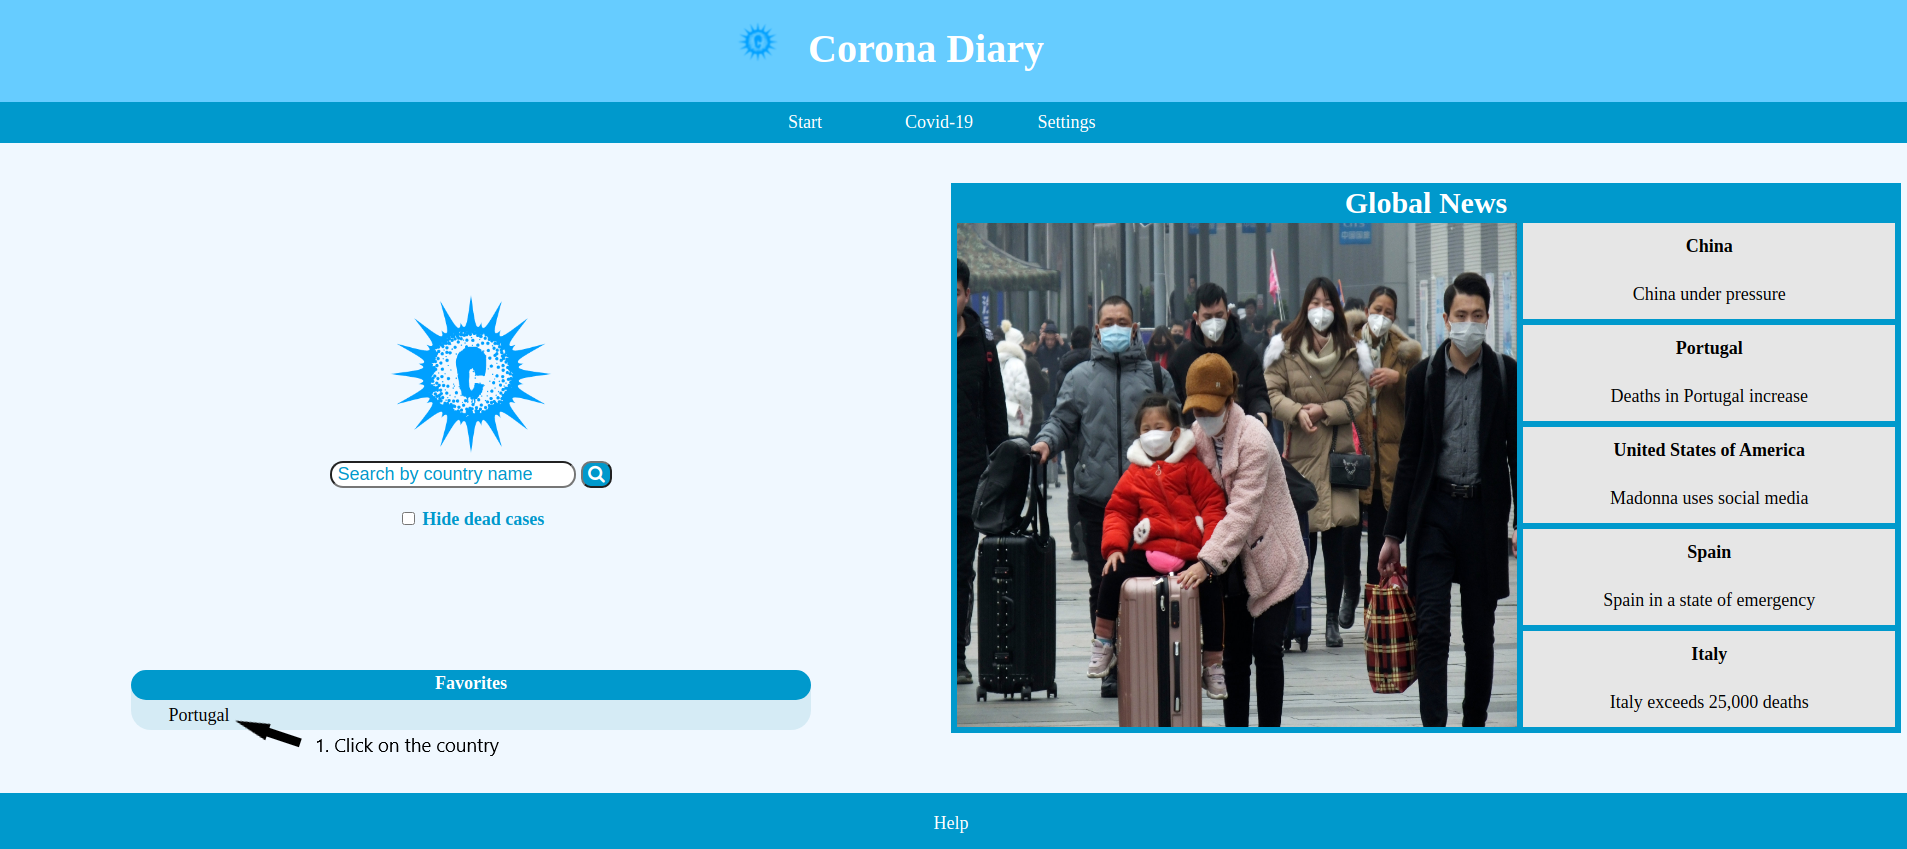 Corona Diary
Start
Covid-19
Settings
Search by country name
Hide dead cases
Favorites
Portugal
1. Click on the country
Global News
China
China under pressure
Portugal
Deaths in Portugal increase
United States of America
Madonna uses social media
Spain
Spain in a state of emergency
Italy
Italy exceeds 25,000 deaths
Help